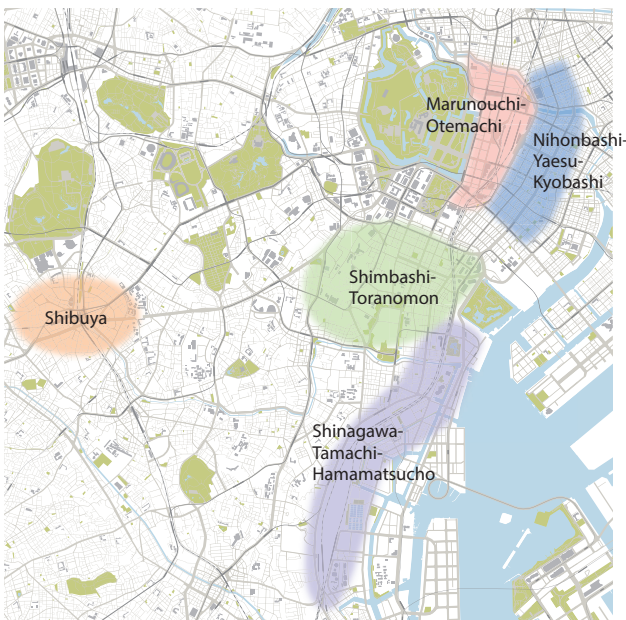 Marunouchi-
Otemachi
Nihonbashi-
Yaesu-
Kyobashi
Shimbashi-
Toranomon
Shibuya
Shinagawa-
Tamachi-
Hamamatsucho